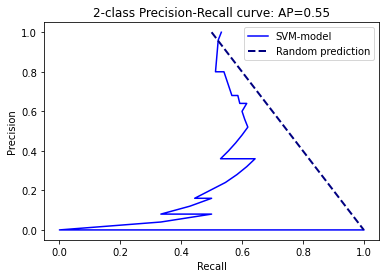 2-class Precision-Recall curve: AP=0.55
SVM-model
Random prediction
Precision
1.0
0.8
0.6
0.4
0.2
0.0
0.0 0.2 0.4 0.6 0.8 1.0
Recall